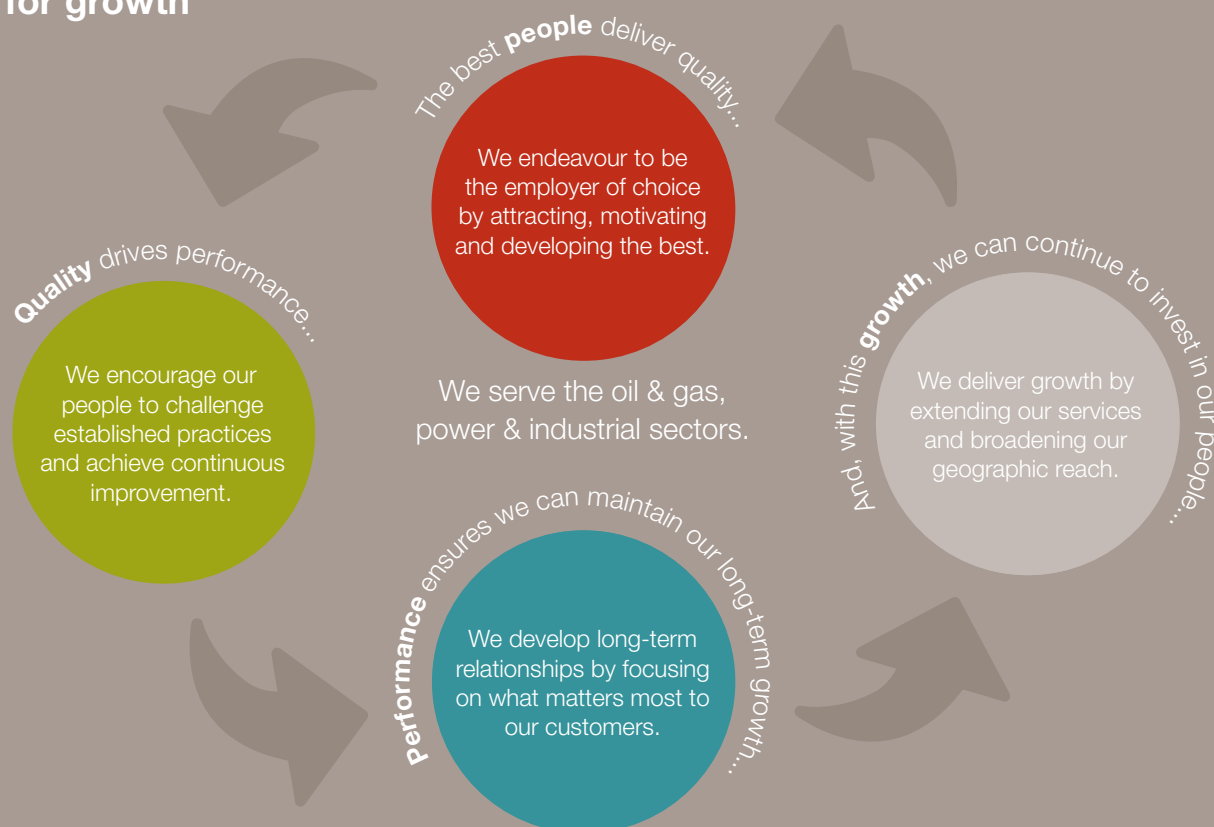 for growth
The best people deliver quality...
We endeavour to be
the employer of choice
by attracting, motivating
and developing the best.
Quality drives performance...
We encourage our
people to challenge
established practices
and achieve continuous
improvement.
We serve the oil & gas,
power & industrial sectors.
Performance ensures we can maintain our long-term growth...
We develop long-term
relationships by focusing
on what matters most to
our customers.
And, with this growth, we can continue to invest in our people...
We deliver growth by
extending our services
and broadening our
geographic reach.